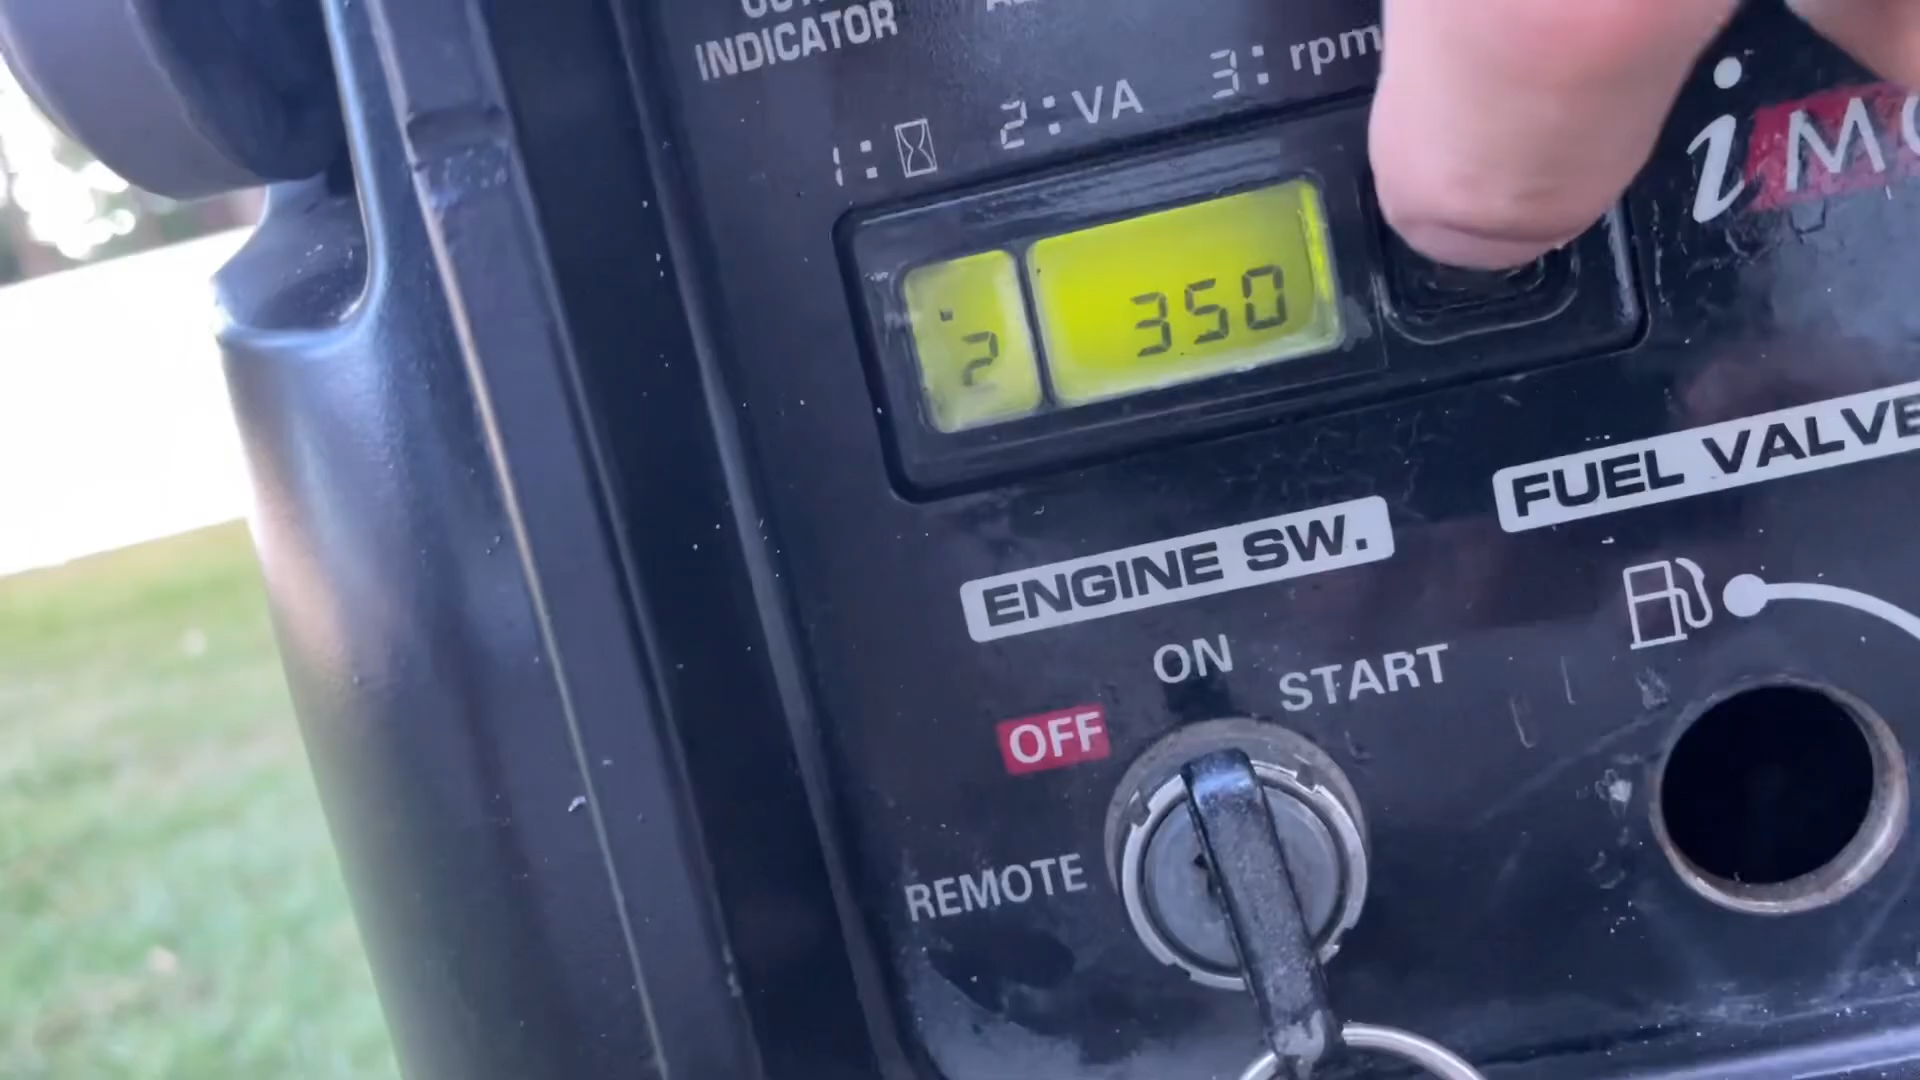 INDICATOR
1: 2:VA 3: rpm
i
2 350
FUEL VALVE
ENGINE SW.
ON
START
OFF
REMOTE